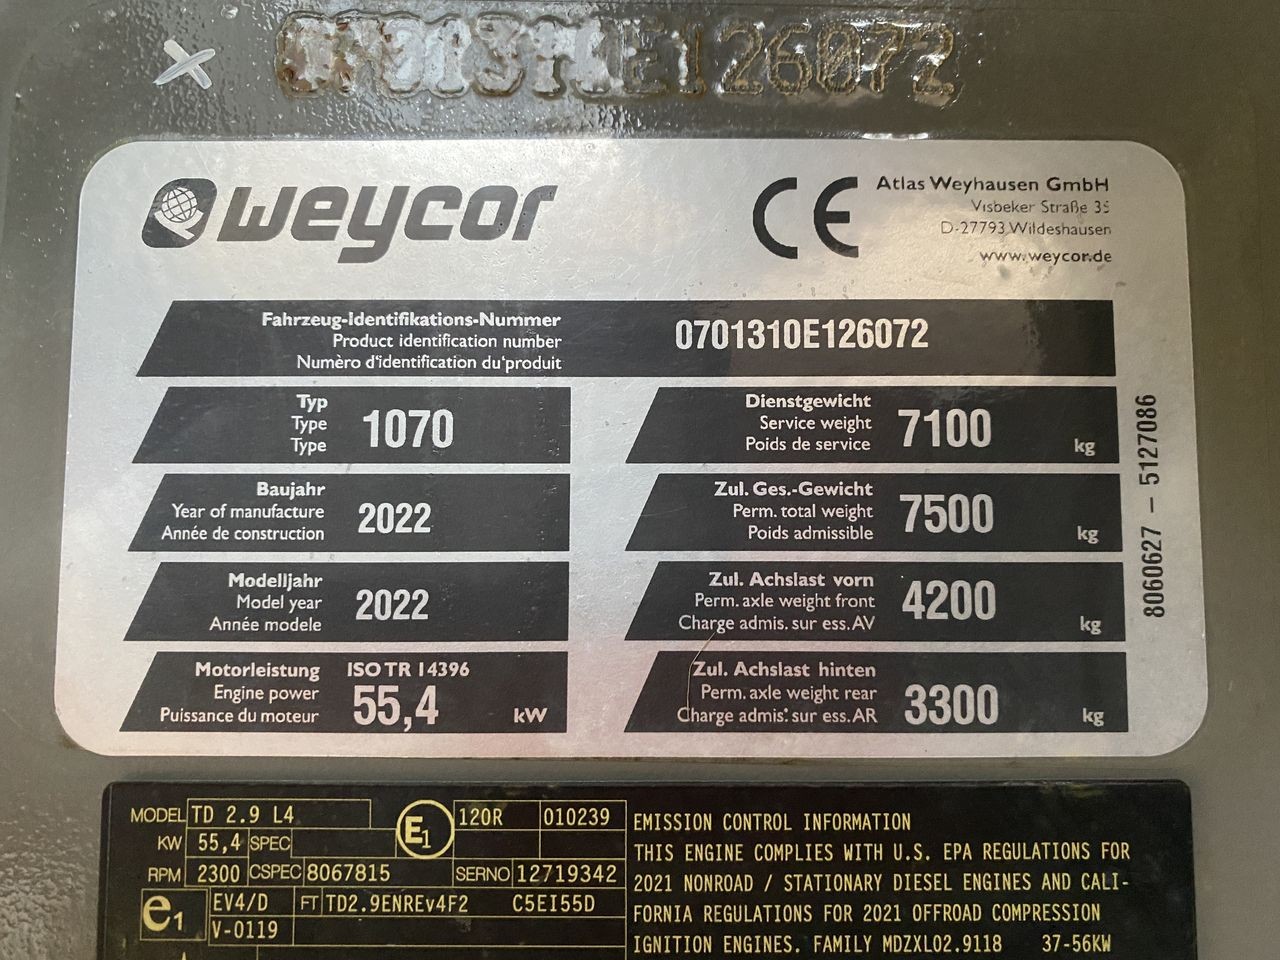 126072
weycor
CE
Atlas Weyhausen GmbH
Visbeker Straße 35
D-27793 Wildeshausen
www.weycor.de
Fahrzeug-Identifikations-Nummer
Product identification number
Numèro d'identification du'produit
0701310E126072
Typ
Type
Type
1070
Dienstgewicht
Service weight
Poids de service
7100 kg
Baujahr
Year of manufacture
Année de construction
2022
Zul. Ges.-Gewicht
Perm. total weight
Poids admissible
7500 kg
Modelljahr
Model year
Année modele
2022
Zul. Achslast vorn
Perm. axle weight front
Charge admis. sur ess. AV
4200 kg
Motorleistung
Engine power
Puissance du moteur
ISO TR 14396
55,4 kW
Zul. Achslast hinten
Perm. axle weight rear
Charge admis. sur ess. AR
3300 kg
8060627 – 5127086
MODEL TD 2.9 L4
KW 55,4 SPEC
RPM 2300 CSPEC 8067815
E1 120R 010239
SERNO 12719342
e1 EV4/D FT TD2.9ENREv4F2 C5EI55D
V-0119
EMISSION CONTROL INFORMATION
THIS ENGINE COMPLIES WITH U.S. EPA REGULATIONS FOR
2021 NONROAD / STATIONARY DIESEL ENGINES AND CALI-
FORNIA REGULATIONS FOR 2021 OFFROAD COMPRESSION
IGNITION ENGINES. FAMILY MDZXL02.9118 37-56KW